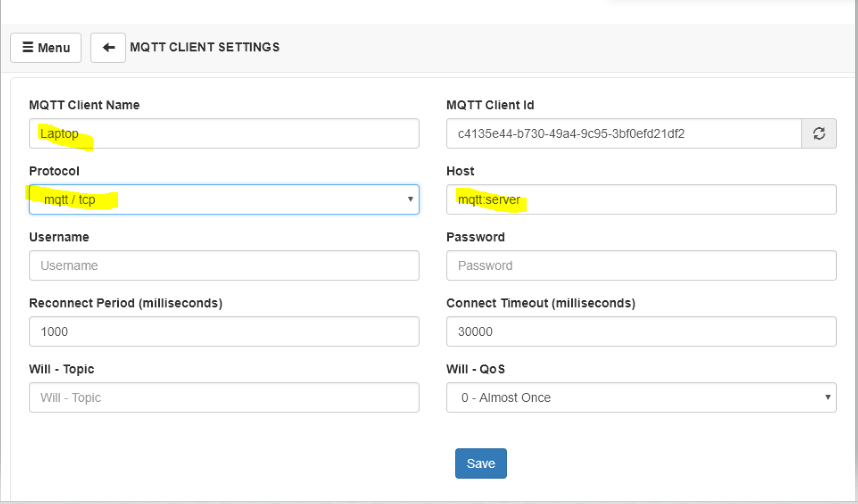 Menu
MQTT CLIENT SETTINGS
MQTT Client Name
MQTT Client Id
Laptop
c4135e44-b730-49a4-9c95-3bf0efd21df2
Protocol
Host
mqtt / tcp
mqtt:server
Username
Password
Username
Password
Reconnect Period (milliseconds)
Connect Timeout (milliseconds)
1000
30000
Will - Topic
Will - QoS
Will - Topic
0 - Almost Once
Save